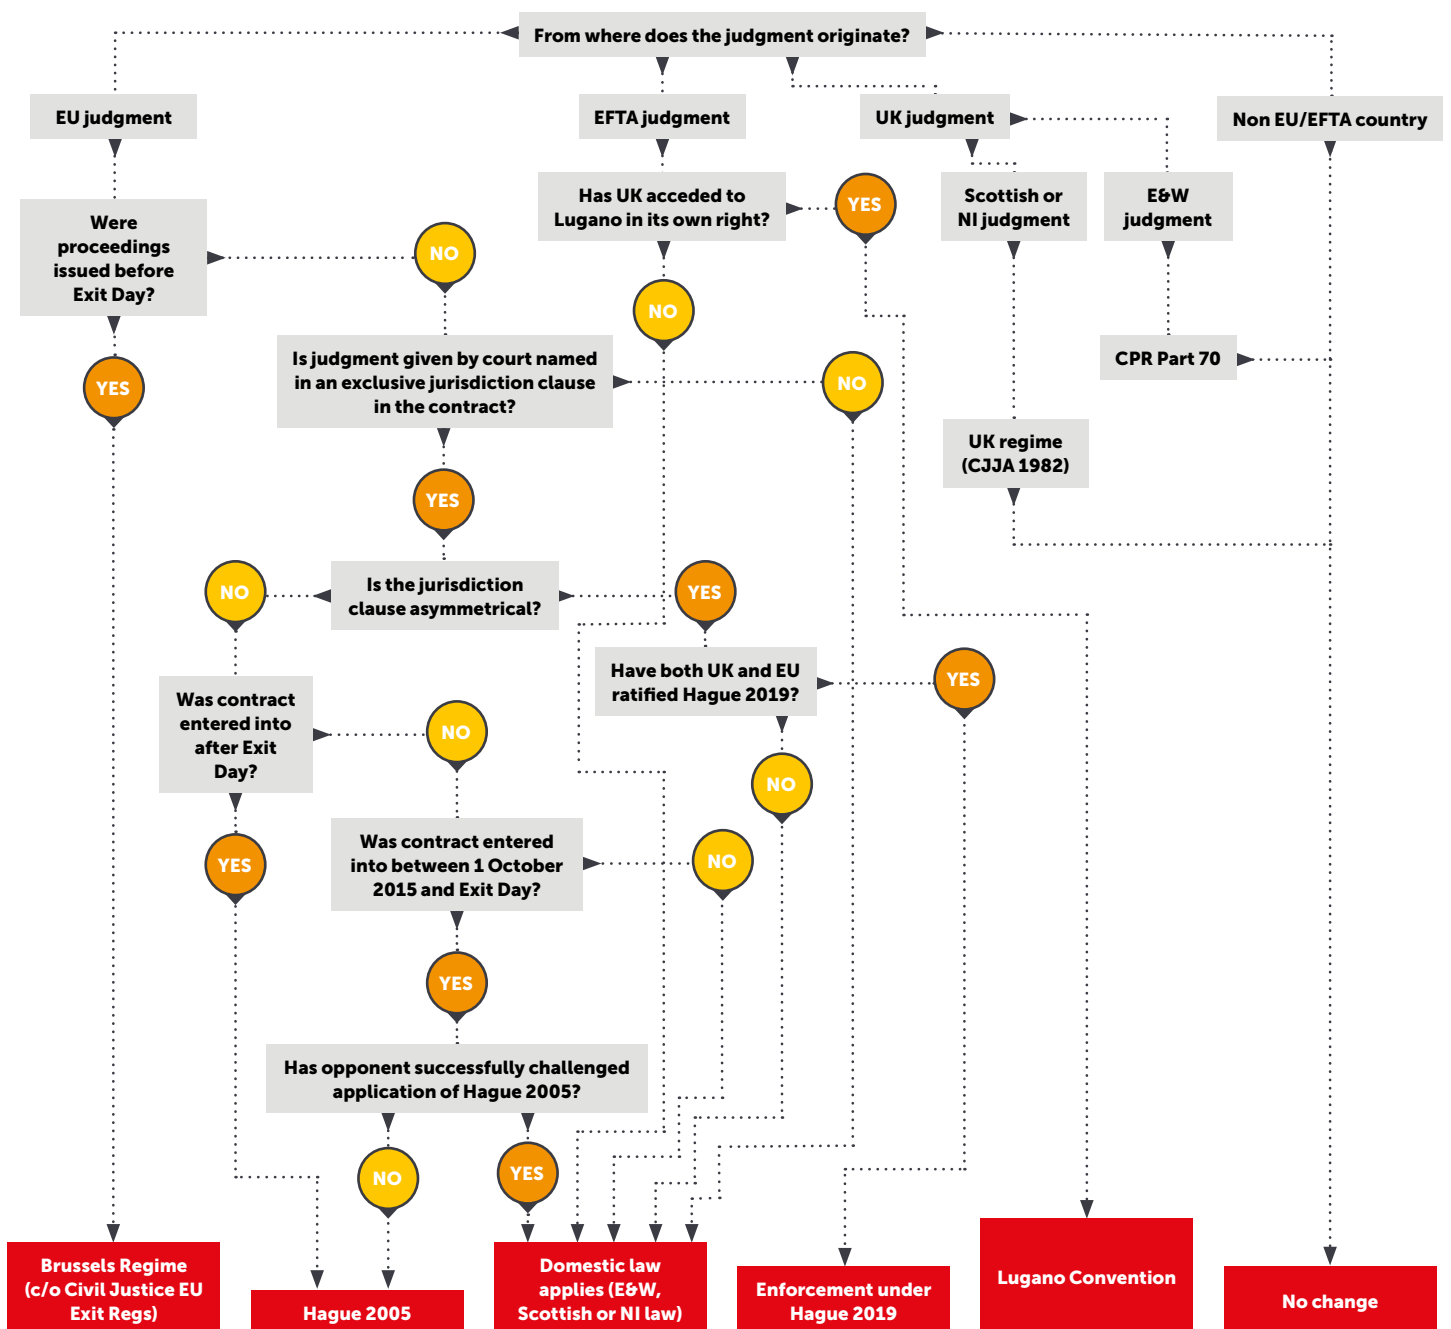 From where does the judgment originate?
EU judgment
EFTA judgment
UK judgment
Non EU/EFTA country
Were
proceedings
issued before
Exit Day?
NO
Has UK acceded to
Lugano in its own right?
YES
Scottish or
NI judgment
E&W
judgment
NO
YES
Is judgment given by court named
in an exclusive jurisdiction clause
in the contract?
NO
CPR Part 70
UK regime
(CJJA 1982)
YES
NO
Is the jurisdiction
clause asymmetrical?
YES
Have both UK and EU
ratified Hague 2019?
YES
Was contract
entered into
after Exit
Day?
NO
NO
YES
Was contract entered
into between 1 October
2015 and Exit Day?
NO
YES
Has opponent successfully challenged
application of Hague 2005?
NO
YES
Brussels Regime
(c/o Civil Justice EU
Exit Regs)
Hague 2005
Domestic law
applies (E&W,
Scottish or NI law)
Enforcement under
Hague 2019
Lugano Convention
No change